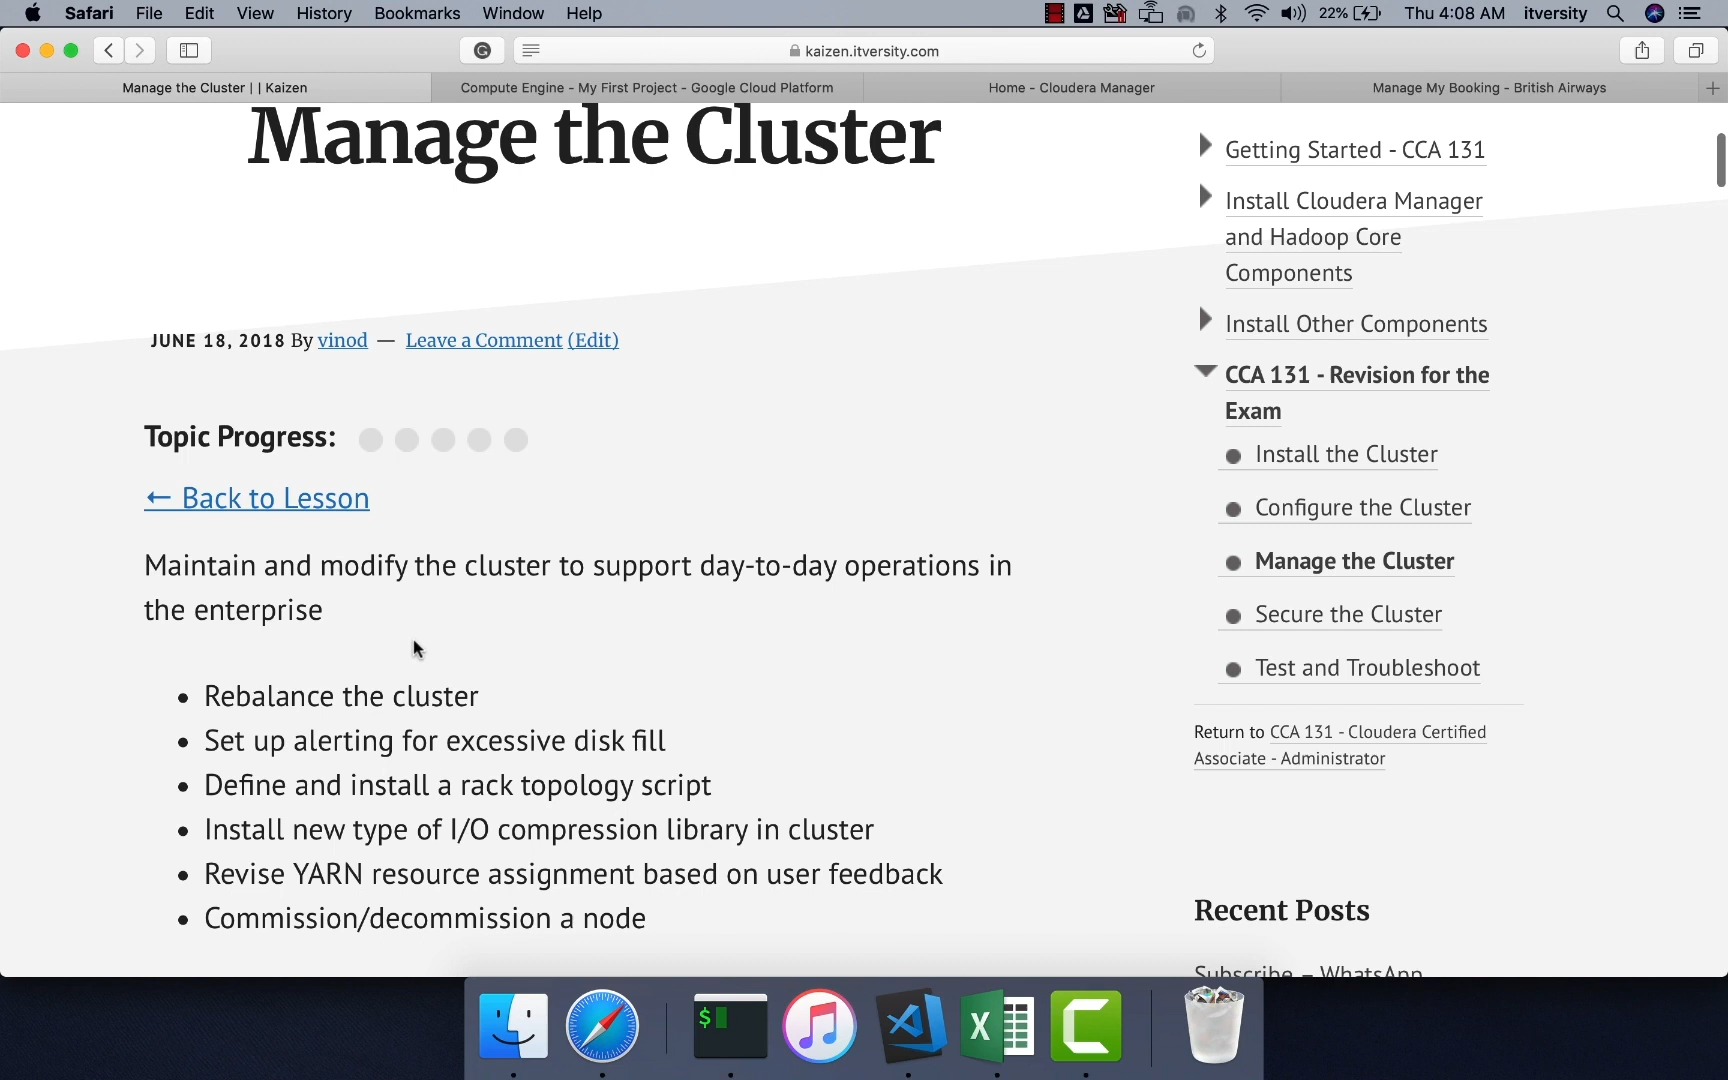 Safari File Edit View History Bookmarks Window Help 22% Thu 4:08 AM itversity
kaizen.itversity.com
Manage the Cluster | | Kaizen
Compute Engine - My First Project - Google Cloud Platform
Home - Cloudera Manager
Manage My Booking - British Airways
Manage the Cluster
JUNE 18, 2018 By vinod — Leave a Comment (Edit)
Topic Progress:
← Back to Lesson
Maintain and modify the cluster to support day-to-day operations in
the enterprise
• Rebalance the cluster
• Set up alerting for excessive disk fill
• Define and install a rack topology script
• Install new type of I/O compression library in cluster
• Revise YARN resource assignment based on user feedback
• Commission/decommission a node
Getting Started - CCA 131
Install Cloudera Manager
and Hadoop Core
Components
Install Other Components
CCA 131 - Revision for the
Exam
Install the Cluster
Configure the Cluster
Manage the Cluster
Secure the Cluster
Test and Troubleshoot
Return to CCA 131 - Cloudera Certified
Associate - Administrator
Recent Posts
Subscribe – WhatsApp
$
X